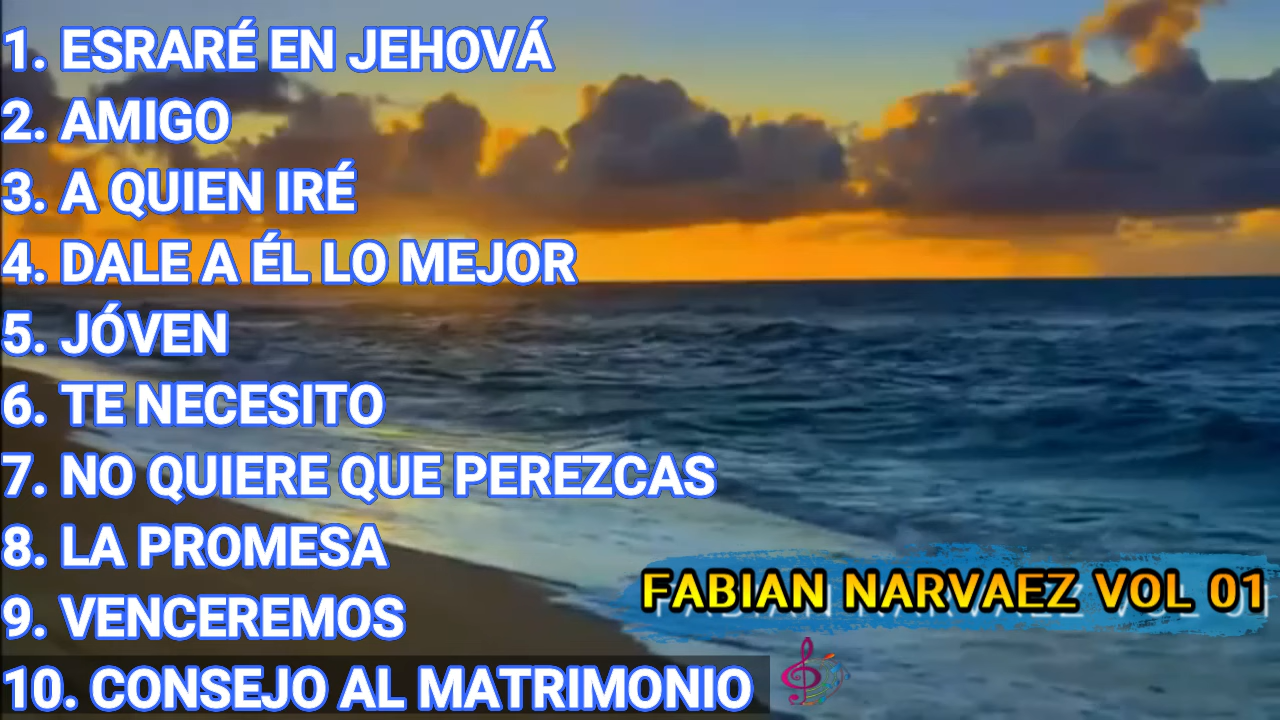 1. ESRARÉ EN JEHOVÁ
2. AMIGO
3. A QUIEN IRÉ
4. DALE A ÉL LO MEJOR
5. JÓVEN
6. TE NECESITO
7. NO QUIERE QUE PEREZCAS
8. LA PROMESA
9. VENCEREMOS
10. CONSEJO AL MATRIMONIO
FABIAN NARVAEZ VOL 01